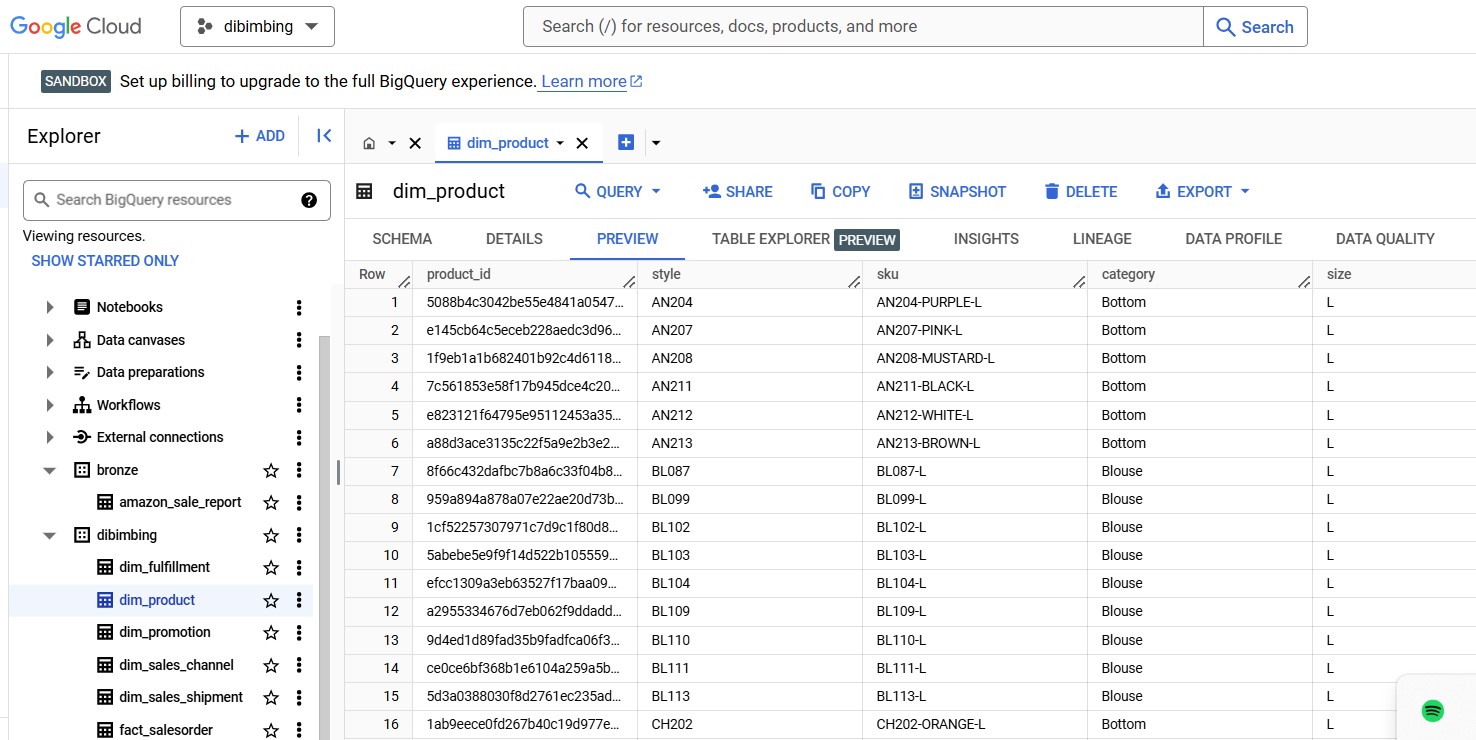 Google Cloud dibimbing Search (/) for resources, docs, products, and more Search
SANDBOX Set up billing to upgrade to the full BigQuery experience. Learn more
Explorer + ADD
Search BigQuery resources ?
Viewing resources.
SHOW STARRED ONLY
Notebooks
Data canvases
Data preparations
Workflows
External connections
bronze
amazon_sale_report
dibimbing
dim_fulfillment
dim_product
dim_promotion
dim_sales_channel
dim_sales_shipment
fact_salesorder
dim_product
dim_product QUERY SHARE COPY SNAPSHOT DELETE EXPORT
SCHEMA DETAILS PREVIEW TABLE EXPLORER PREVIEW INSIGHTS LINEAGE DATA PROFILE DATA QUALITY
Row product_id style sku category size
1 5088b4c3042be55e4841a0547... AN204 AN204-PURPLE-L Bottom L
2 e145cb64c5eceb228aedc3d96... AN207 AN207-PINK-L Bottom L
3 1f9eb1a1b682401b92c4d6118... AN208 AN208-MUSTARD-L Bottom L
4 7c561853e58f17b945dce4c20... AN211 AN211-BLACK-L Bottom L
5 e823121f64795e95112453a35... AN212 AN212-WHITE-L Bottom L
6 a88d3ace3135c22f5a9e2b3e2... AN213 AN213-BROWN-L Bottom L
7 8f66c432dafbc7b8a6c33f04b8... BL087 BL087-L Blouse L
8 959a894a878a07e22ae20d73b... BL099 BL099-L Blouse L
9 1cf52257307971c7d9c1f80d8... BL102 BL102-L Blouse L
10 5abebe5e9f9f14d522b105559... BL103 BL103-L Blouse L
11 efcc1309a3eb63527f17baa09... BL104 BL104-L Blouse L
12 a2955334676d7eb062f9ddadd... BL109 BL109-L Blouse L
13 9d4ed1d89fad35b9fadfca06f3... BL110 BL110-L Blouse L
14 ce0ce6bf368b1e6104a259a5b... BL111 BL111-L Blouse L
15 5d3a0388030f8d2761ec235ad... BL113 BL113-L Blouse L
16 1ab9eece0fd267b40c19d977e... CH202 CH202-ORANGE-L Bottom L